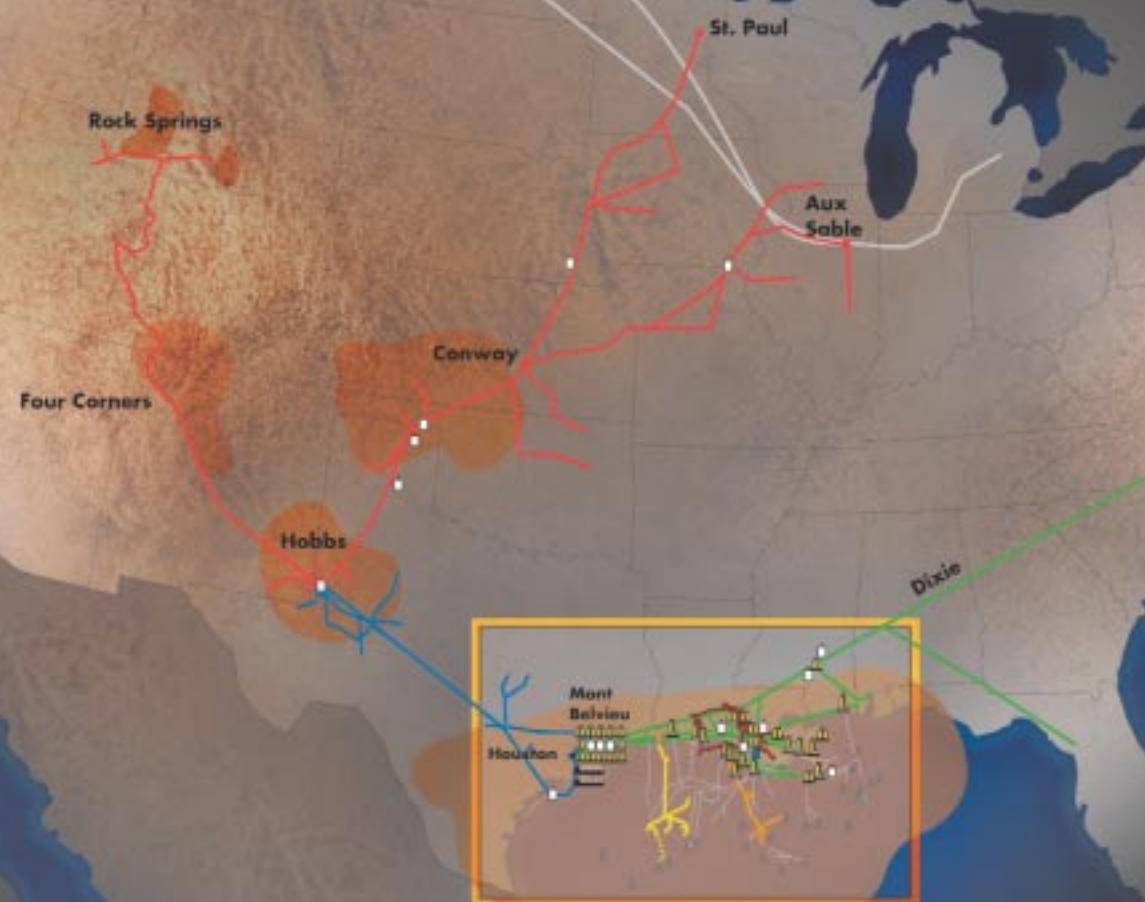 St. Paul
Rock Springs
Aux
Sable
Conway
Four Corners
Hobbs
Dixie
Mont
Belvieu
Houston